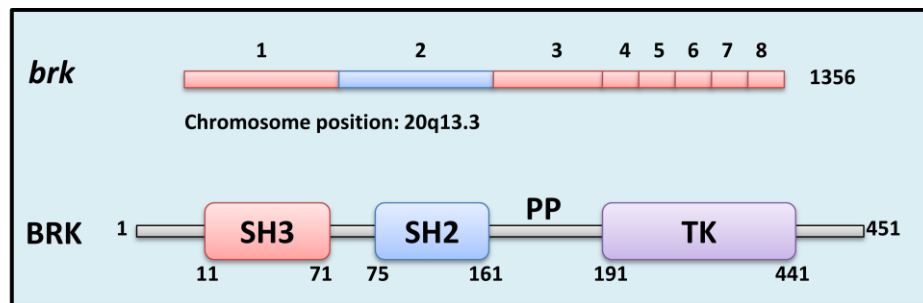 1 2 3 4 5 6 7 8
brk 1356
Chromosome position: 20q13.3
PP
BRK 1 SH3 SH2 TK 451
11 71 75 161 191 441